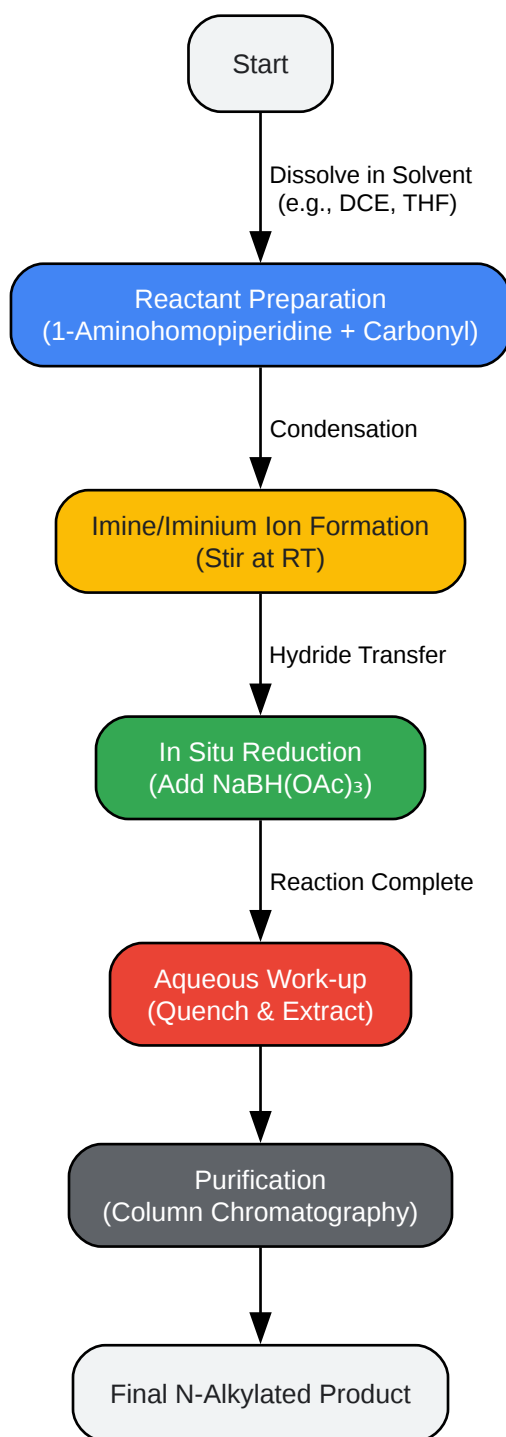 Start
Dissolve in Solvent
(e.g., DCE, THF)
Reactant Preparation
(1-Aminohomopiperidine + Carbonyl)
Condensation
Imine/Iminium Ion Formation
(Stir at RT)
Hydride Transfer
In Situ Reduction
(Add NaBH(OAc)₃)
Reaction Complete
Aqueous Work-up
(Quench & Extract)
Purification
(Column Chromatography)
Final N-Alkylated Product